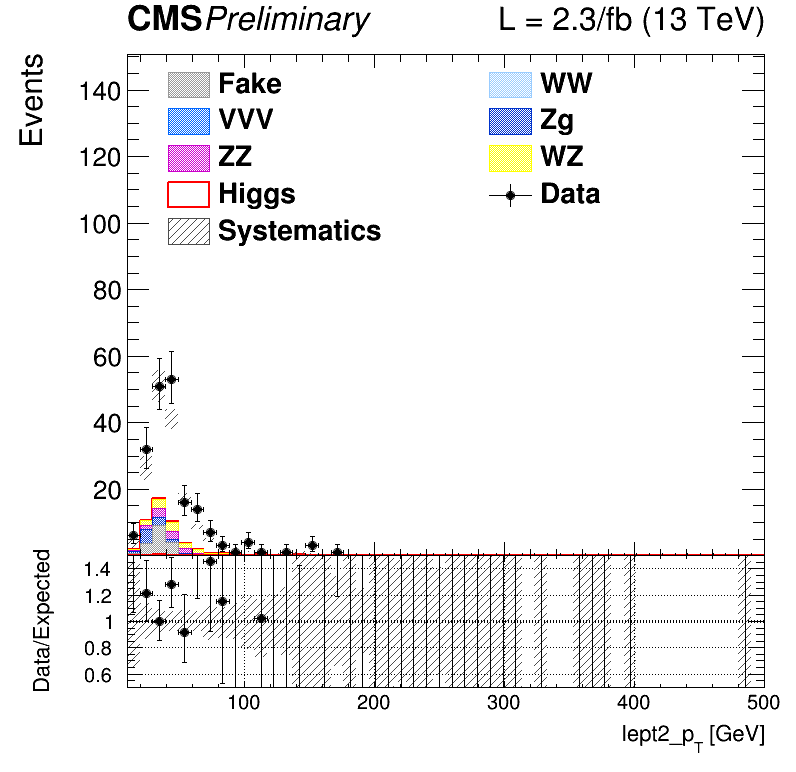 CMS Preliminary L = 2.3/fb (13 TeV)
Events
140
120
100
80
60
40
20
Fake WW
VVV Zg
ZZ WZ
Higgs Data
Systematics
Data/Expected
1.4
1.2
1
0.8
0.6
100 200 300 400 500
lept2_p_T [GeV]